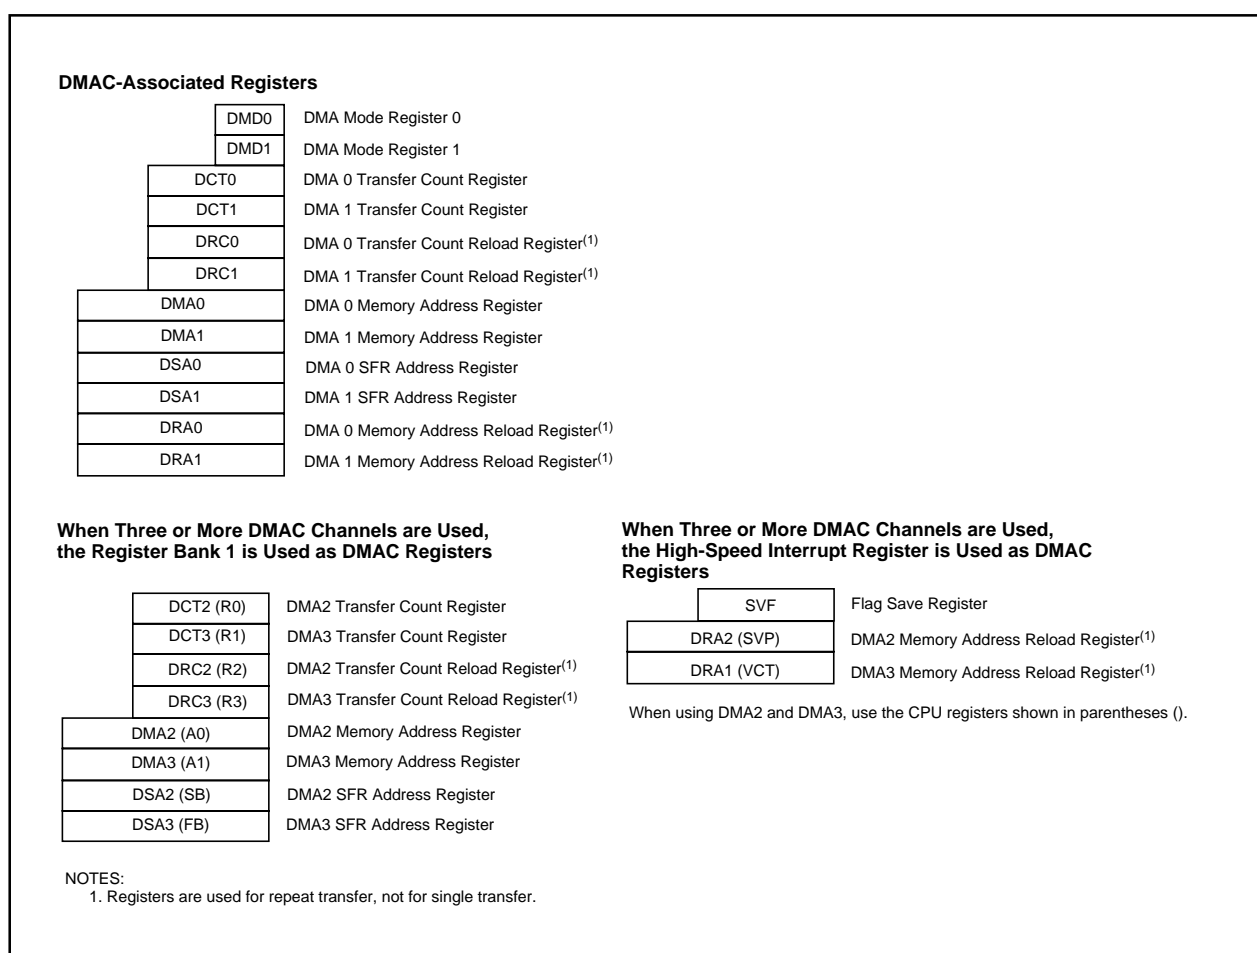 DMAC-Associated Registers
DMD0 DMA Mode Register 0
DMD1 DMA Mode Register 1
DCT0 DMA 0 Transfer Count Register
DCT1 DMA 1 Transfer Count Register
DRC0 DMA 0 Transfer Count Reload Register(1)
DRC1 DMA 1 Transfer Count Reload Register(1)
DMA0 DMA 0 Memory Address Register
DMA1 DMA 1 Memory Address Register
DSA0 DMA 0 SFR Address Register
DSA1 DMA 1 SFR Address Register
DRA0 DMA 0 Memory Address Reload Register(1)
DRA1 DMA 1 Memory Address Reload Register(1)
When Three or More DMAC Channels are Used,
the Register Bank 1 is Used as DMAC Registers
DCT2 (R0) DMA2 Transfer Count Register
DCT3 (R1) DMA3 Transfer Count Register
DRC2 (R2) DMA2 Transfer Count Reload Register(1)
DRC3 (R3) DMA3 Transfer Count Reload Register(1)
DMA2 (A0) DMA2 Memory Address Register
DMA3 (A1) DMA3 Memory Address Register
DSA2 (SB) DMA2 SFR Address Register
DSA3 (FB) DMA3 SFR Address Register
When Three or More DMAC Channels are Used,
the High-Speed Interrupt Register is Used as DMAC
Registers
SVF Flag Save Register
DRA2 (SVP) DMA2 Memory Address Reload Register(1)
DRA1 (VCT) DMA3 Memory Address Reload Register(1)
When using DMA2 and DMA3, use the CPU registers shown in parentheses ().
NOTES:
1. Registers are used for repeat transfer, not for single transfer.